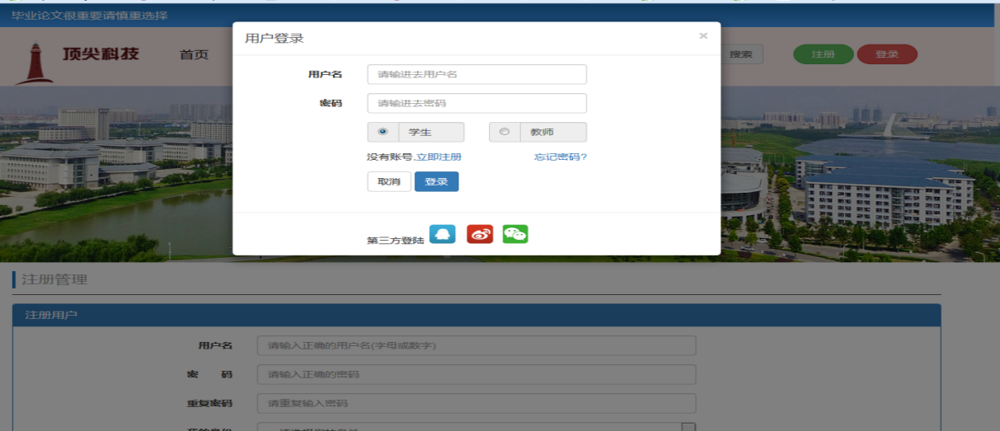 毕业论文很重要请慎重选择
用户登录 ×
顶尖科技 首页 搜索 注册 登录
用户名 请输进去用户名
密码 请输进去密码
学生 教师
没有账号,立即注册 忘记密码?
取消 登录
第三方登陆
注册管理
注册用户
用户名 请输入正确的用户名(字母或数字)
密 码 请输入正确的密码
重复密码 请重复输入密码